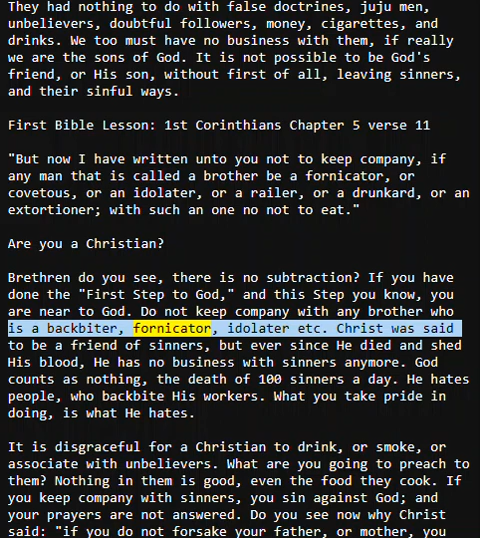 They had nothing to do with false doctrines, juju men,
unbelievers, doubtful followers, money, cigarettes, and
drinks. We too must have no business with them, if really
we are the sons of God. It is not possible to be God's
friend, or His son, without first of all, leaving sinners,
and their sinful ways.
First Bible Lesson: 1st Corinthians Chapter 5 verse 11
"But now I have written unto you not to keep company, if
any man that is called a brother be a fornicator, or
covetous, or an idolater, or a railer, or a drunkard, or an
extortioner; with such an one no not to eat."
Are you a Christian?
Brethren do you see, there is no subtraction? If you have
done the "First Step to God," and this Step you know, you
are near to God. Do not keep company with any brother who
is a backbiter, fornicator, idolater etc. Christ was said
to be a friend of sinners, but ever since He died and shed
His blood, He has no business with sinners anymore. God
counts as nothing, the death of 100 sinners a day. He hates
people, who backbite His workers. What you take pride in
doing, is what He hates.
It is disgraceful for a Christian to drink, or smoke, or
associate with unbelievers. What are you going to preach to
them? Nothing in them is good, even the food they cook. If
you keep company with sinners, you sin against God; and
your prayers are not answered. Do you see now why Christ
said: "if you do not forsake your father, or mother, you